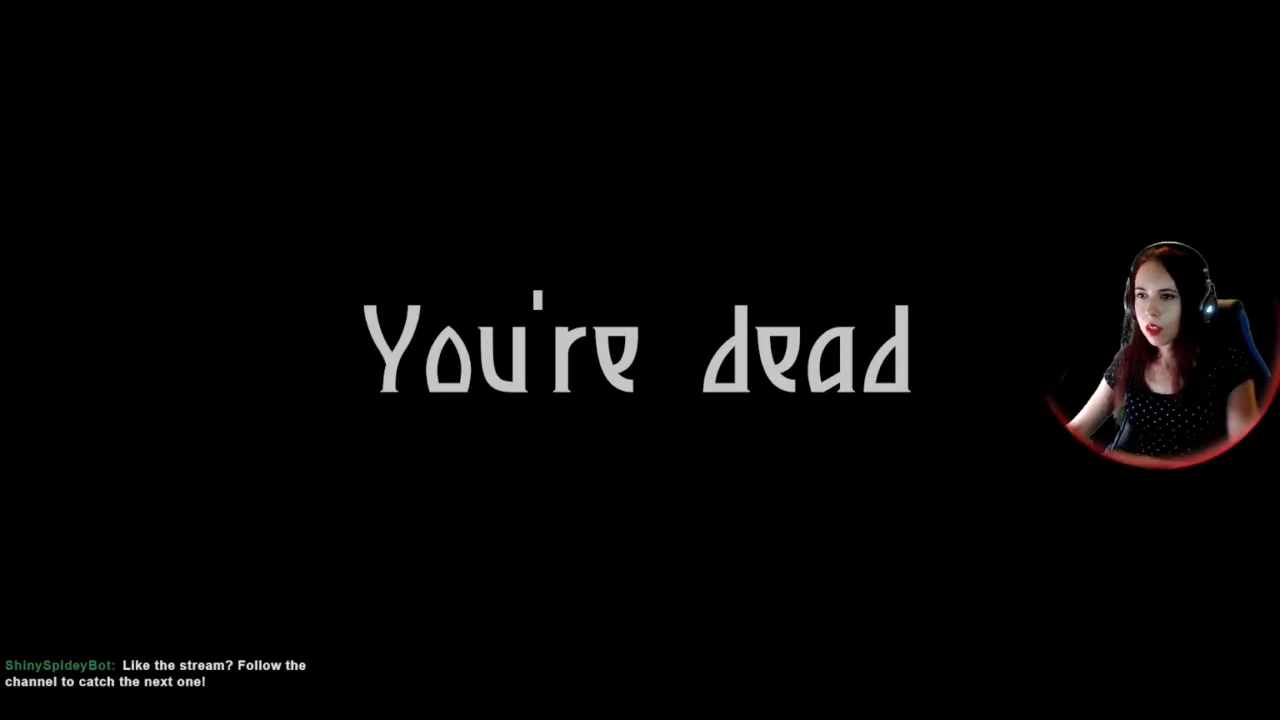 You're dead
ShinySpideyBot: Like the stream? Follow the
channel to catch the next one!